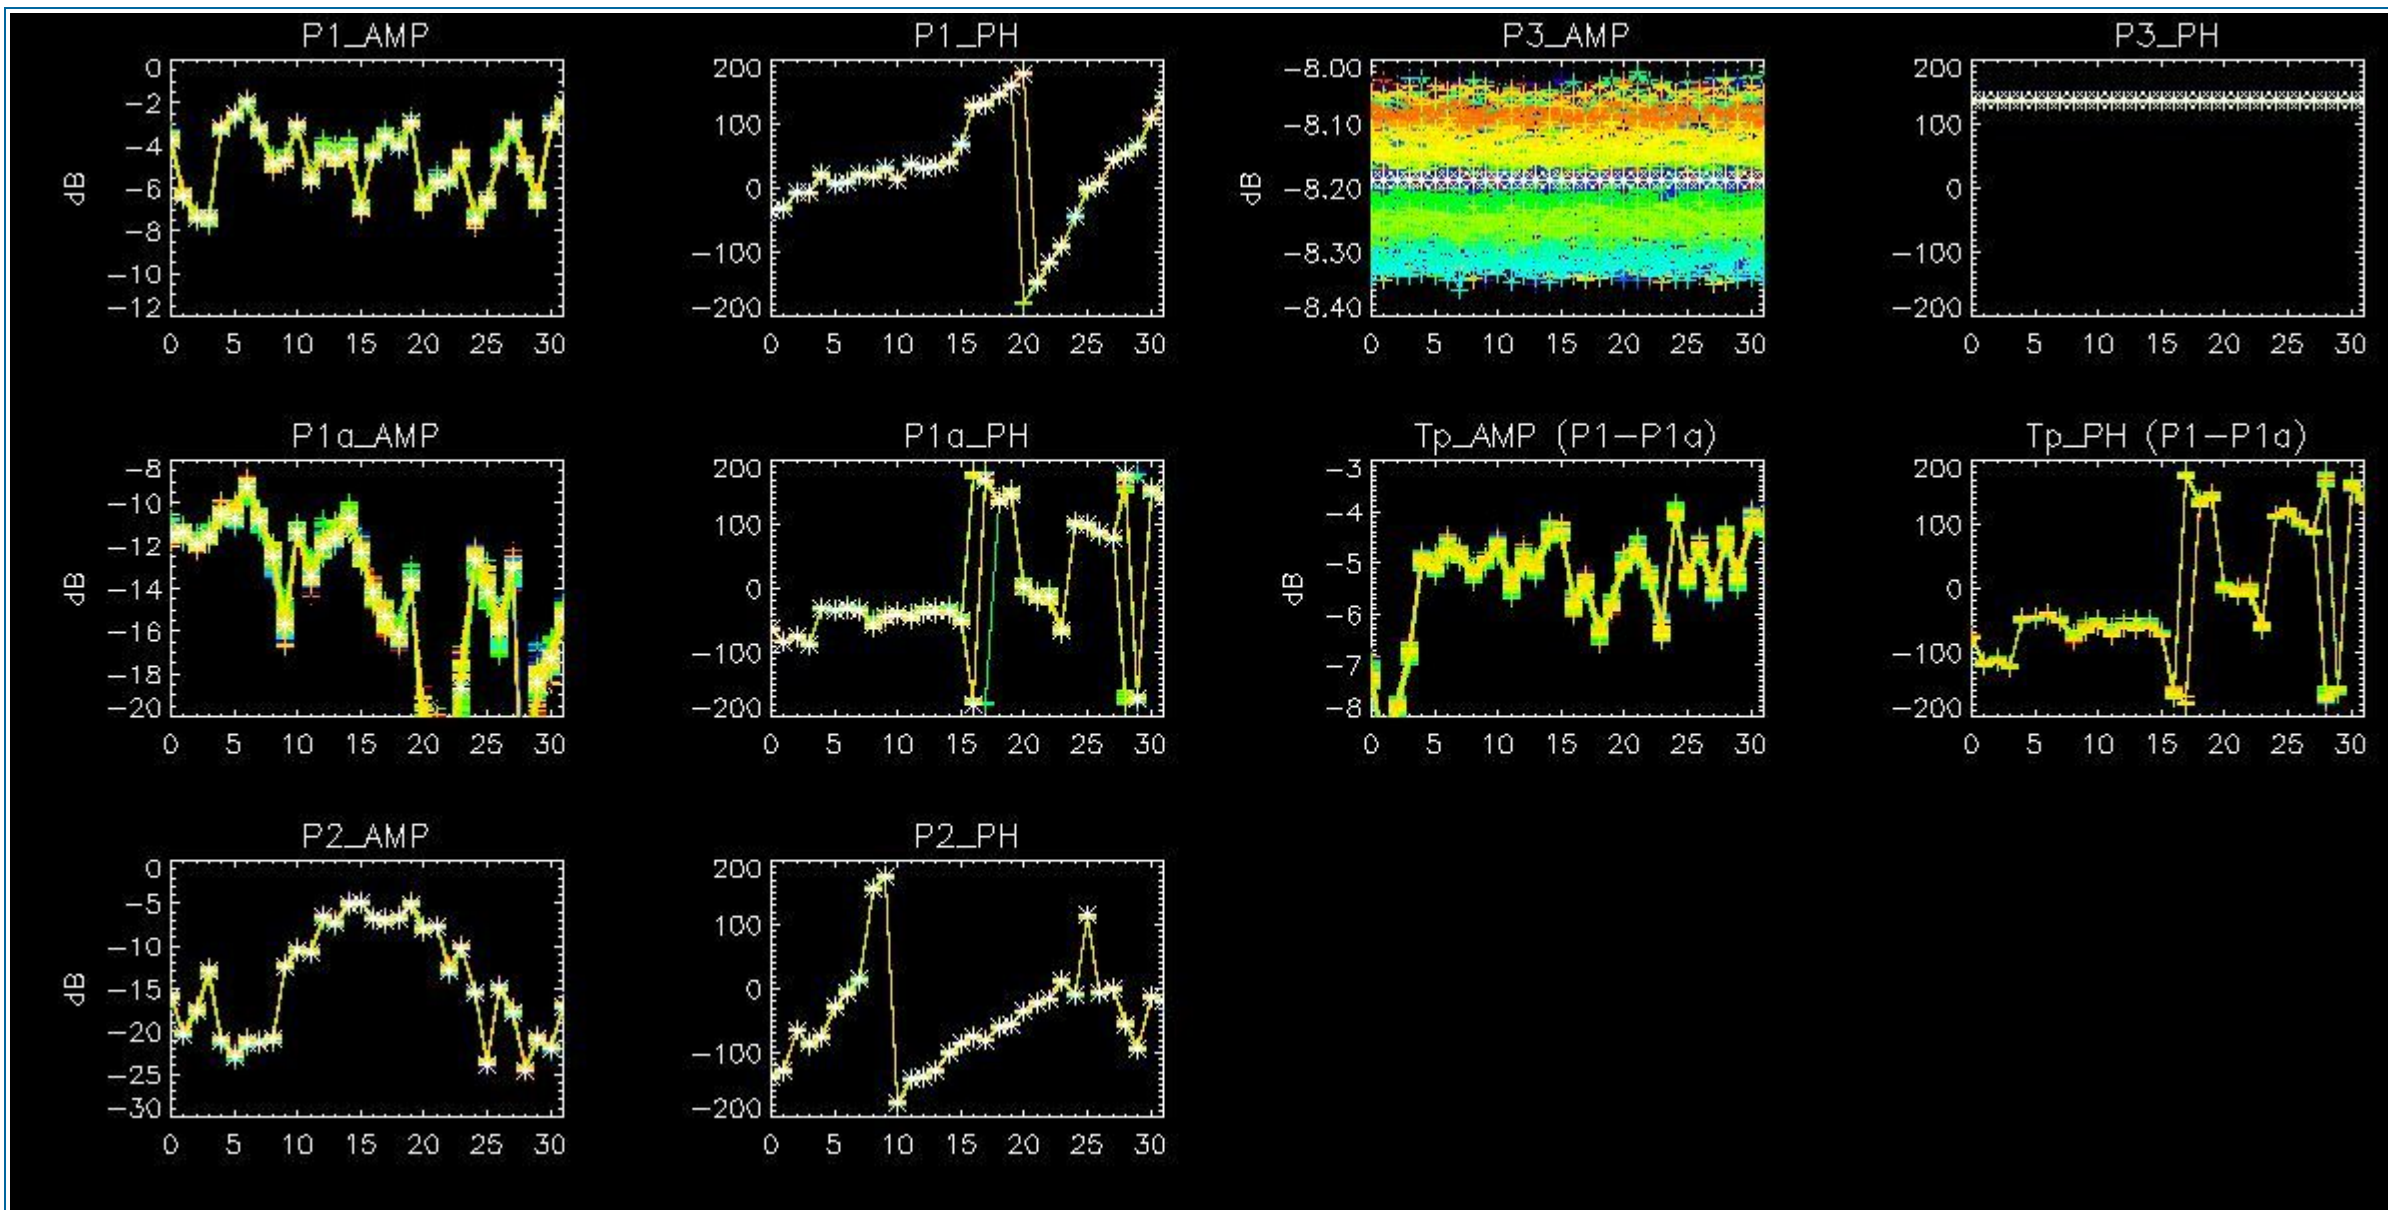 P1_AMP
0
−2
−4
−6
−8
−10
−12
dB
0 5 10 15 20 25 30
P1_PH
200
100
0
−100
−200
0 5 10 15 20 25 30
P3_AMP
−8.00
−8.10
−8.20
−8.30
−8.40
dB
0 5 10 15 20 25 30
P3_PH
200
100
0
−100
−200
0 5 10 15 20 25 30
P1a_AMP
−8
−10
−12
−14
−16
−18
−20
dB
0 5 10 15 20 25 30
P1a_PH
200
100
0
−100
−200
0 5 10 15 20 25 30
Tp_AMP (P1−P1a)
−3
−4
−5
−6
−7
−8
dB
0 5 10 15 20 25 30
Tp_PH (P1−P1a)
200
100
0
−100
−200
0 5 10 15 20 25 30
P2_AMP
0
−5
−10
−15
−20
−25
−30
dB
0 5 10 15 20 25 30
P2_PH
200
100
0
−100
−200
0 5 10 15 20 25 30